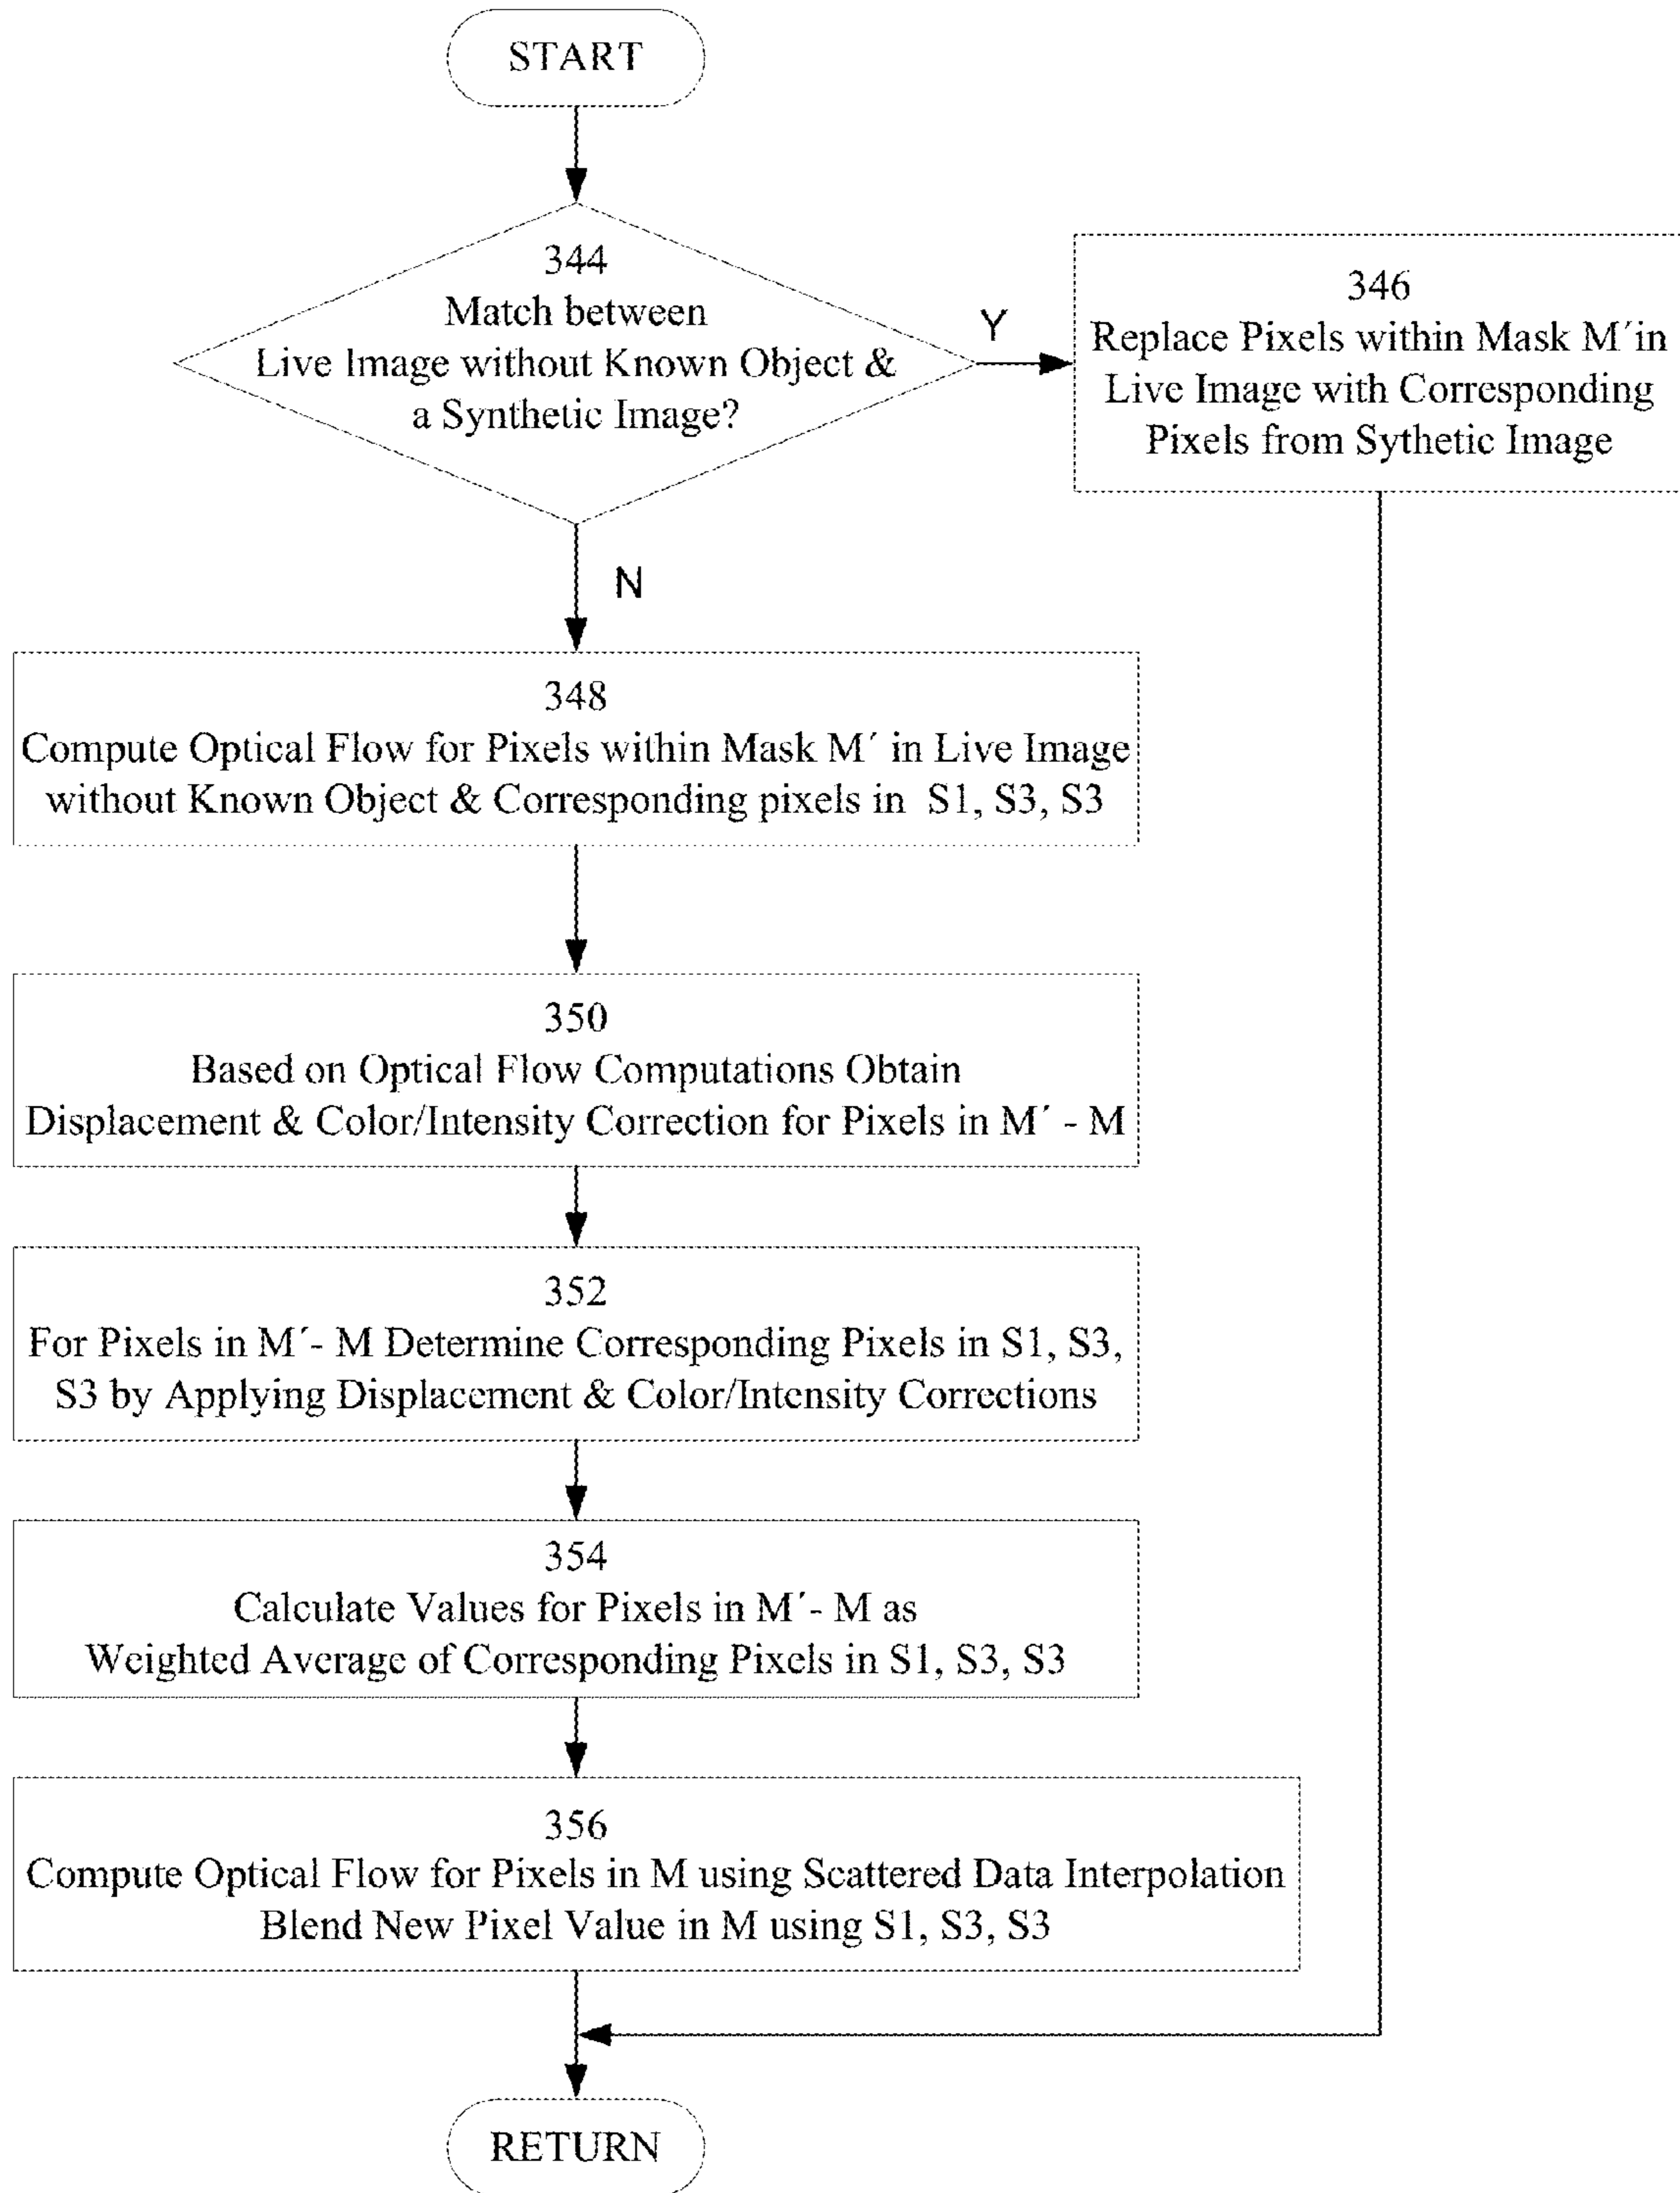 START
344
Match between
Live Image without Known Object &
a Synthetic Image?
Y
346
Replace Pixels within Mask M´in
Live Image with Corresponding
Pixels from Sythetic Image
N
348
Compute Optical Flow for Pixels within Mask M´ in Live Image
without Known Object & Corresponding pixels in S1, S3, S3
350
Based on Optical Flow Computations Obtain
Displacement & Color/Intensity Correction for Pixels in M´ - M
352
For Pixels in M´- M Determine Corresponding Pixels in S1, S3,
S3 by Applying Displacement & Color/Intensity Corrections
354
Calculate Values for Pixels in M´- M as
Weighted Average of Corresponding Pixels in S1, S3, S3
356
Compute Optical Flow for Pixels in M using Scattered Data Interpolation
Blend New Pixel Value in M using S1, S3, S3
RETURN